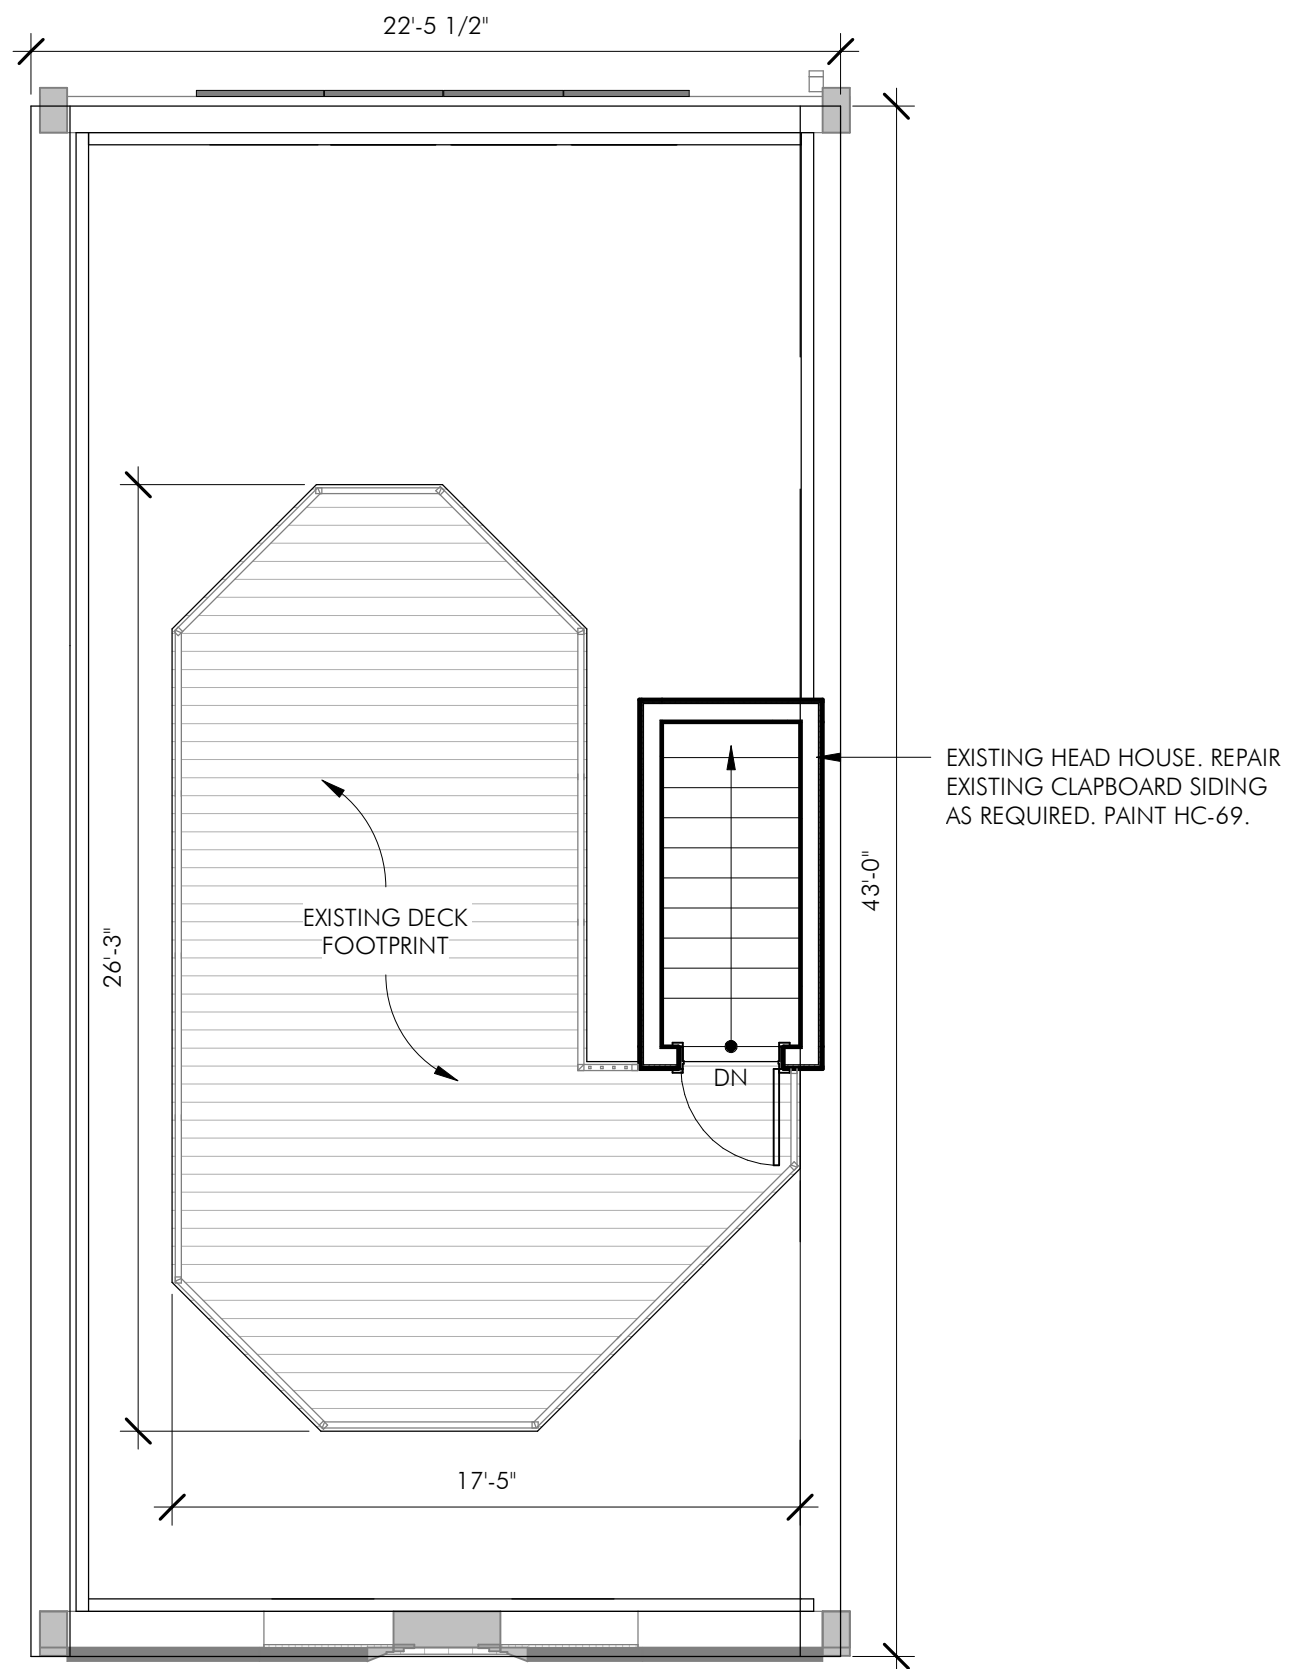 22'-5 1/2"
EXISTING HEAD HOUSE. REPAIR
EXISTING CLAPBOARD SIDING
AS REQUIRED. PAINT HC-69.
43'-0"
EXISTING DECK
FOOTPRINT
26'-3"
DN
17'-5"